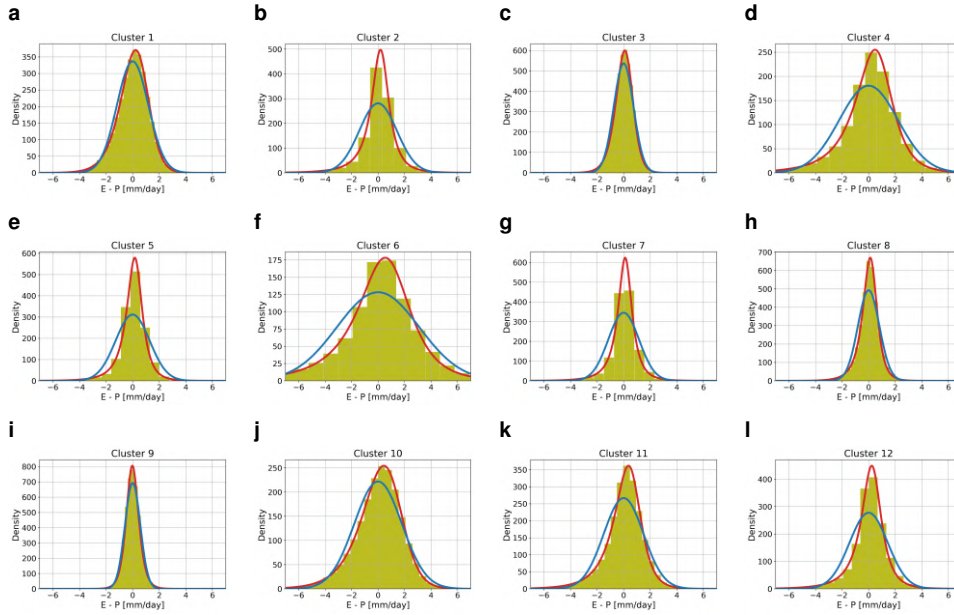 a b c d
Cluster 1 Cluster 2 Cluster 3 Cluster 4
Density Density Density Density
350 500 600 250
300 400 500 200
250 300 400 150
200 200 300 100
150 100 200 50
100 0 100 0
50 0
0
−6 −4 −2 0 2 4 6 −6 −4 −2 0 2 4 6 −6 −4 −2 0 2 4 6 −6 −4 −2 0 2 4 6
E - P [mm/day] E - P [mm/day] E - P [mm/day] E - P [mm/day]
e f g h
Cluster 5 Cluster 6 Cluster 7 Cluster 8
Density Density Density Density
600 175 600 700
500 150 500 600
400 125 400 500
300 100 300 400
200 75 200 300
100 50 100 200
0 25 0 100
0 0
−6 −4 −2 0 2 4 6 −6 −4 −2 0 2 4 6 −6 −4 −2 0 2 4 6 −6 −4 −2 0 2 4 6
E - P [mm/day] E - P [mm/day] E - P [mm/day] E - P [mm/day]
i j k l
Cluster 9 Cluster 10 Cluster 11 Cluster 12
Density Density Density Density
800 250 350 400
700 200 300 300
600 150 250 200
500 100 200 100
400 50 150 0
300 0 100
200 50
100 0
0
−6 −4 −2 0 2 4 6 −6 −4 −2 0 2 4 6 −6 −4 −2 0 2 4 6 −6 −4 −2 0 2 4 6
E - P [mm/day] E - P [mm/day] E - P [mm/day] E - P [mm/day]